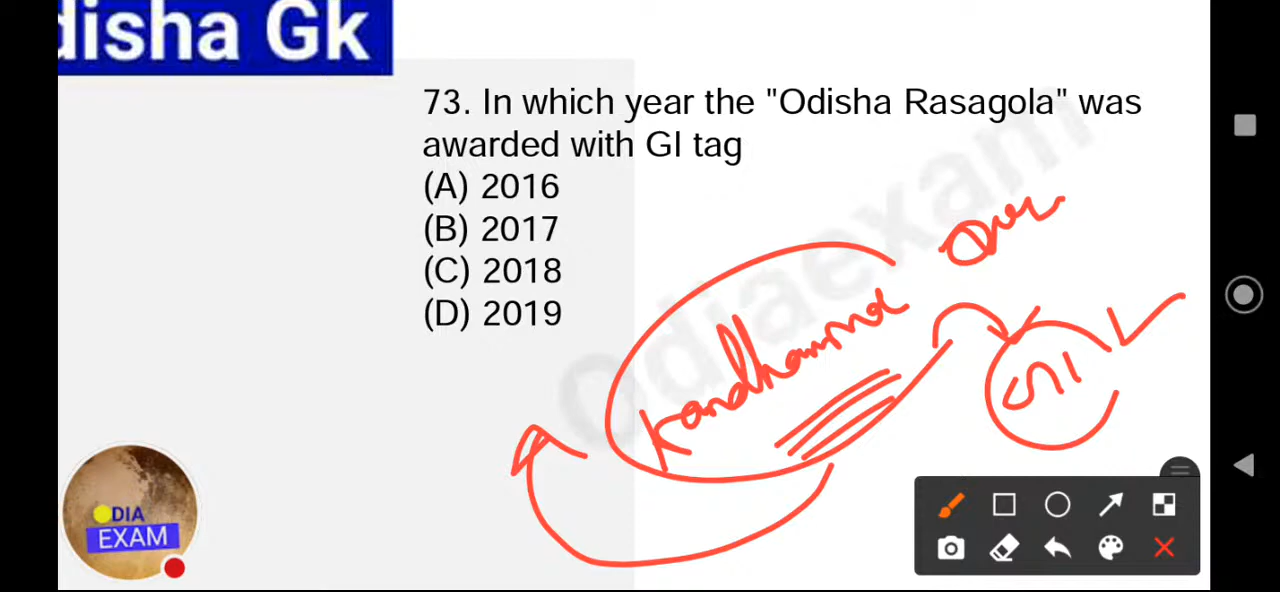 disha Gk
73. In which year the "Odisha Rasagola" was
awarded with GI tag
(A) 2016
(B) 2017
(C) 2018
(D) 2019
Kandhamal
Odiaexam
DIA
EXAM